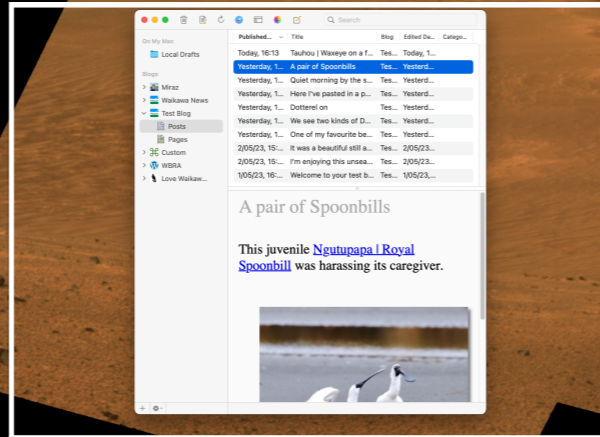 Search
On My Mac
Local Drafts
Blogs
Miraz
Waikawa News
Test Blog
Posts
Pages
Custom
WBRA
Love Waikaw...
Published... Title Blog Edited Da... Catego...
Today, 16:13 Tauhou | Waxeye on a f... Tes... Today, 1...
Yesterday, 1... A pair of Spoonbills Tes... Yesterd...
Yesterday, 1... Quiet morning by the s... Tes... Yesterd...
Yesterday, 1... Here I've pasted in a p... Tes... Yesterd...
Yesterday, 1... Dotterel on Tes... Yesterd...
Yesterday, 1... We see two kinds of D... Tes... Yesterd...
Yesterday, 1... One of my favourite be... Tes... Yesterd...
2/05/23, 15:... It was a beautiful still a... Tes... 2/05/23...
2/05/23, 15:... I'm enjoying this unsea... Tes... 2/05/23...
1/05/23, 16:... Welcome to your test b... Tes... 1/05/23,...
A pair of Spoonbills
This juvenile Ngutupapa | Royal
Spoonbill was harassing its caregiver.